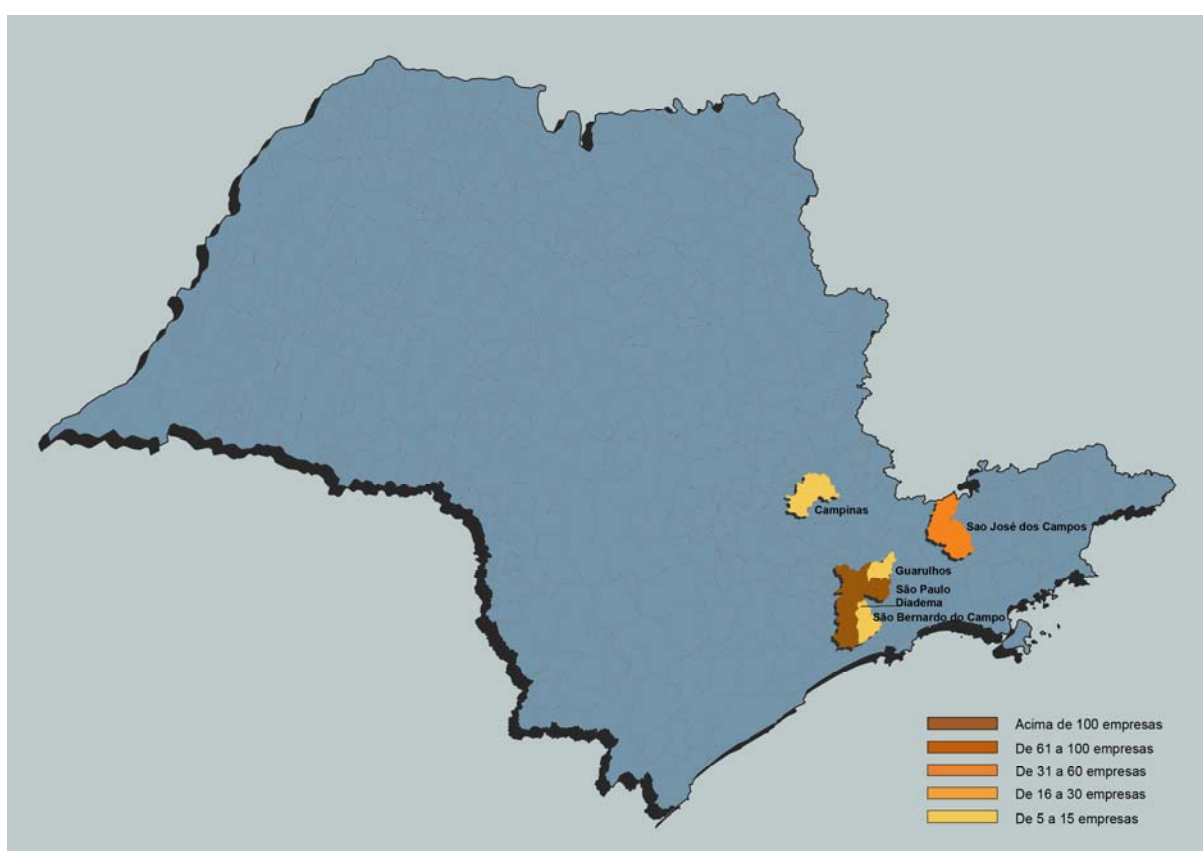 Campinas
Sao José dos Campos
Guarulhos
São Paulo
Diadema
São Bernardo do Campo
Acima de 100 empresas
De 61 a 100 empresas
De 31 a 60 empresas
De 16 a 30 empresas
De 5 a 15 empresas